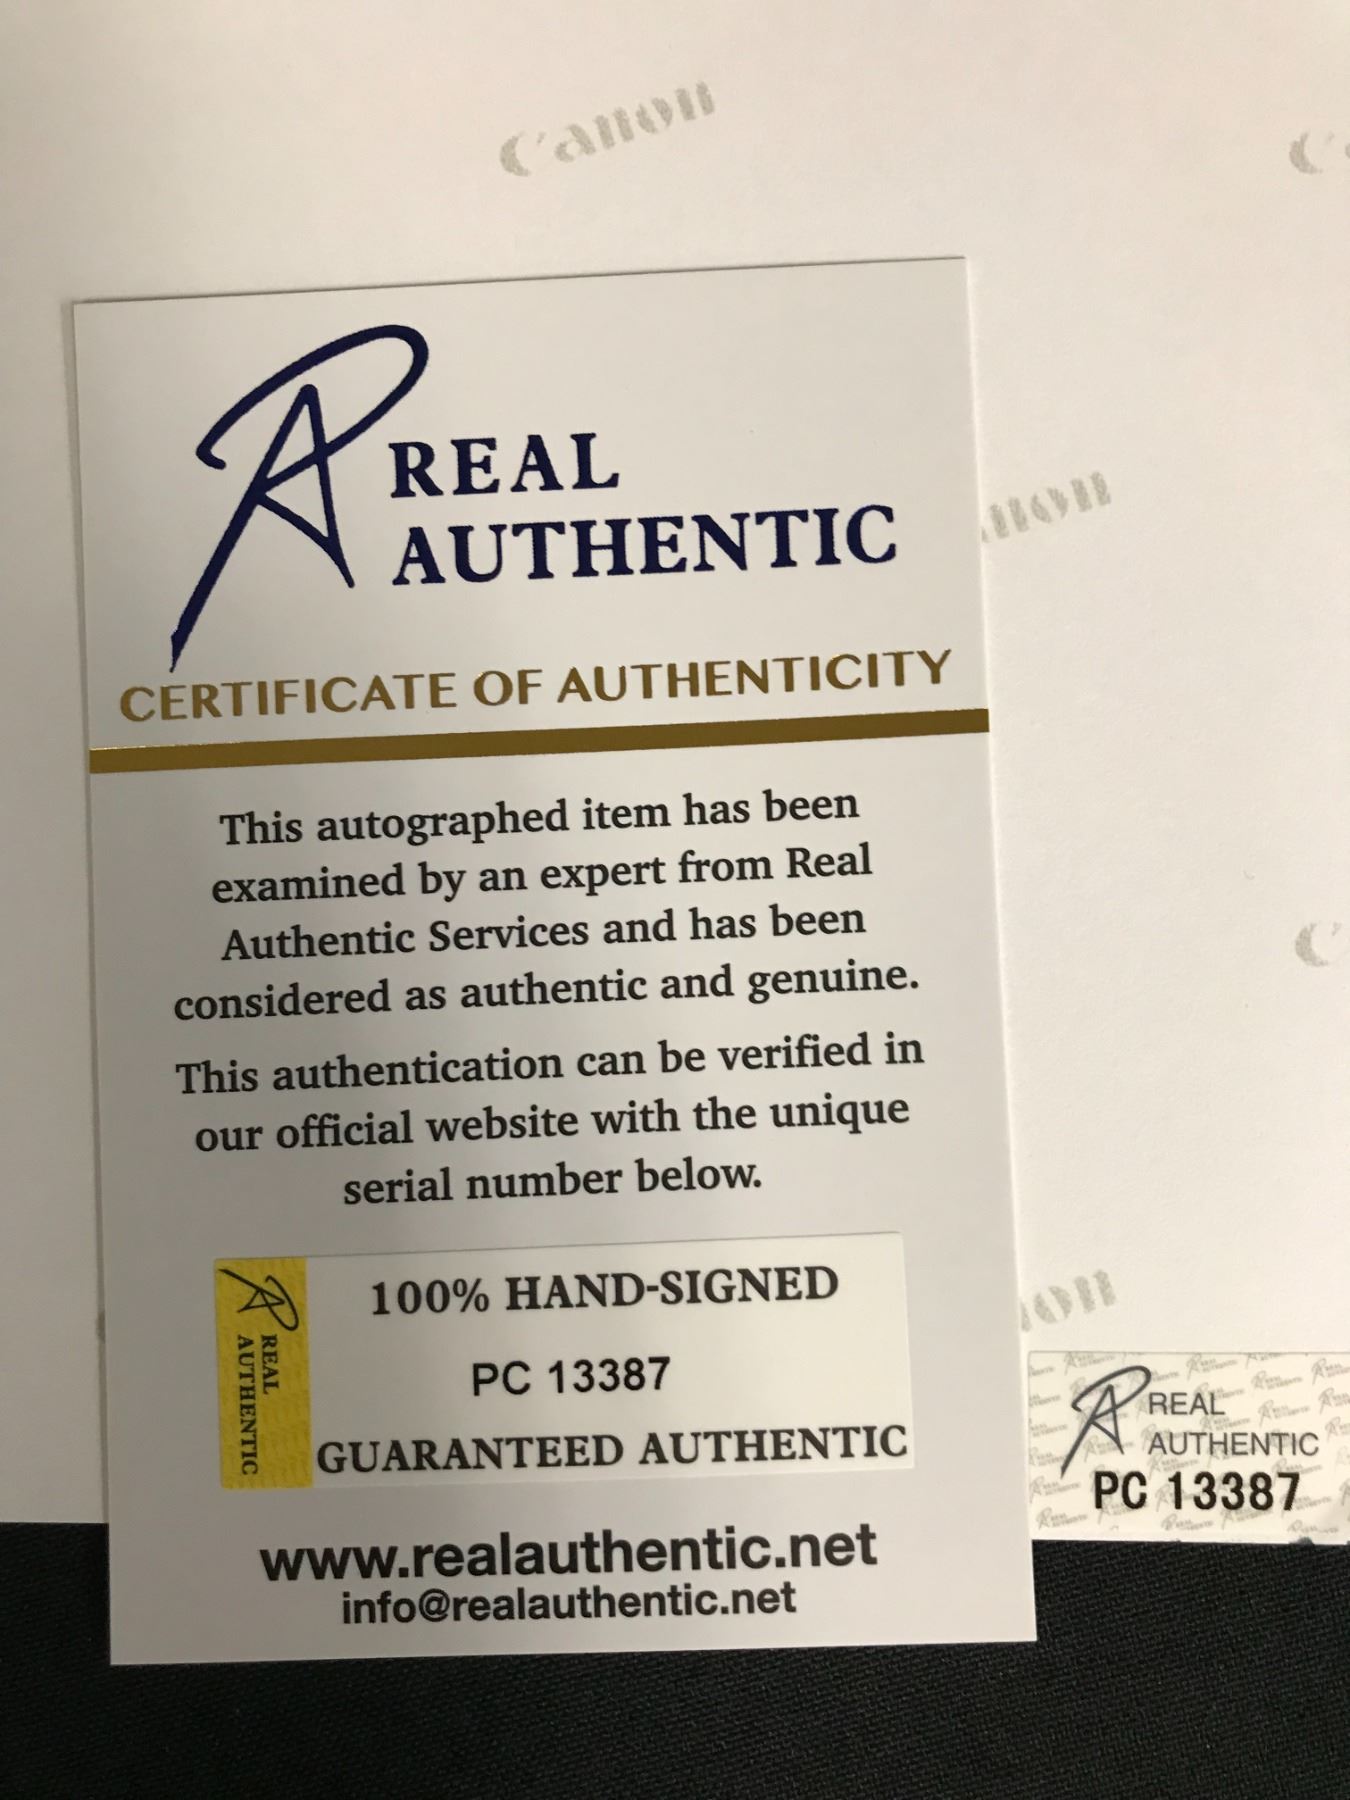 Canon
REAL
AUTHENTIC
CERTIFICATE OF AUTHENTICITY
This autographed item has been
examined by an expert from Real
Authentic Services and has been
considered as authentic and genuine.
This authentication can be verified in
our official website with the unique
serial number below.
REAL
AUTHENTIC
100% HAND-SIGNED
PC 13387
GUARANTEED AUTHENTIC
www.realauthentic.net
info@realauthentic.net
REAL
AUTHENTIC
PC 13387